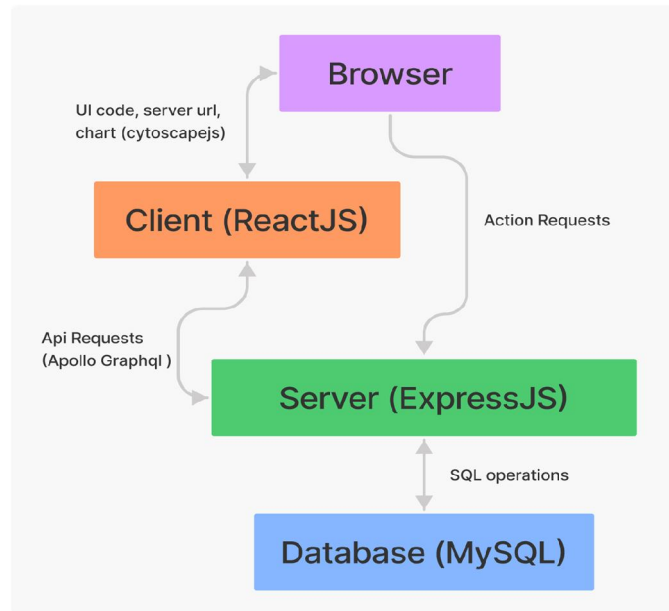 Browser
UI code, server url,
chart (cytoscapejs)
Client (ReactJS)
Action Requests
Api Requests
(Apollo Graphql )
Server (ExpressJS)
SQL operations
Database (MySQL)